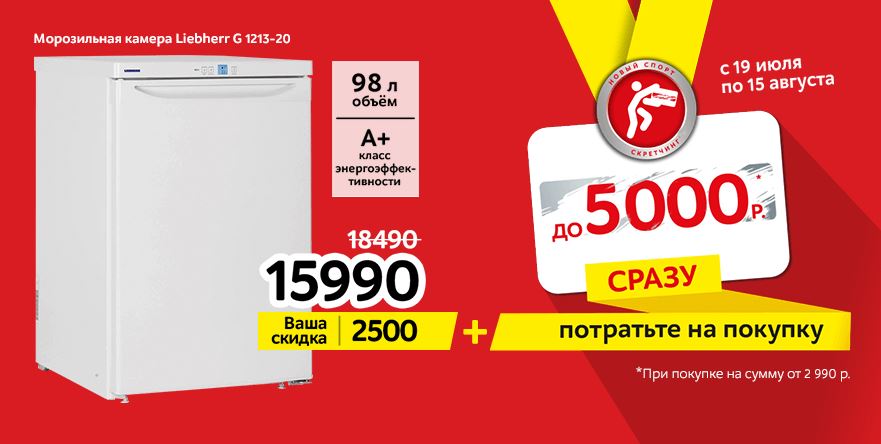 Морозильная камера Liebherr G 1213-20
98 л
объём
A+
класс
энергоэффек-
тивности
18490
15990
Ваша
скидка
2500
+
НОВЫЙ СПОРТ
СКРЕТЧИНГ
с 19 июля
по 15 августа
ДО 5000 Р.*
СРАЗУ
потратьте на покупку
*При покупке на сумму от 2 990 р.